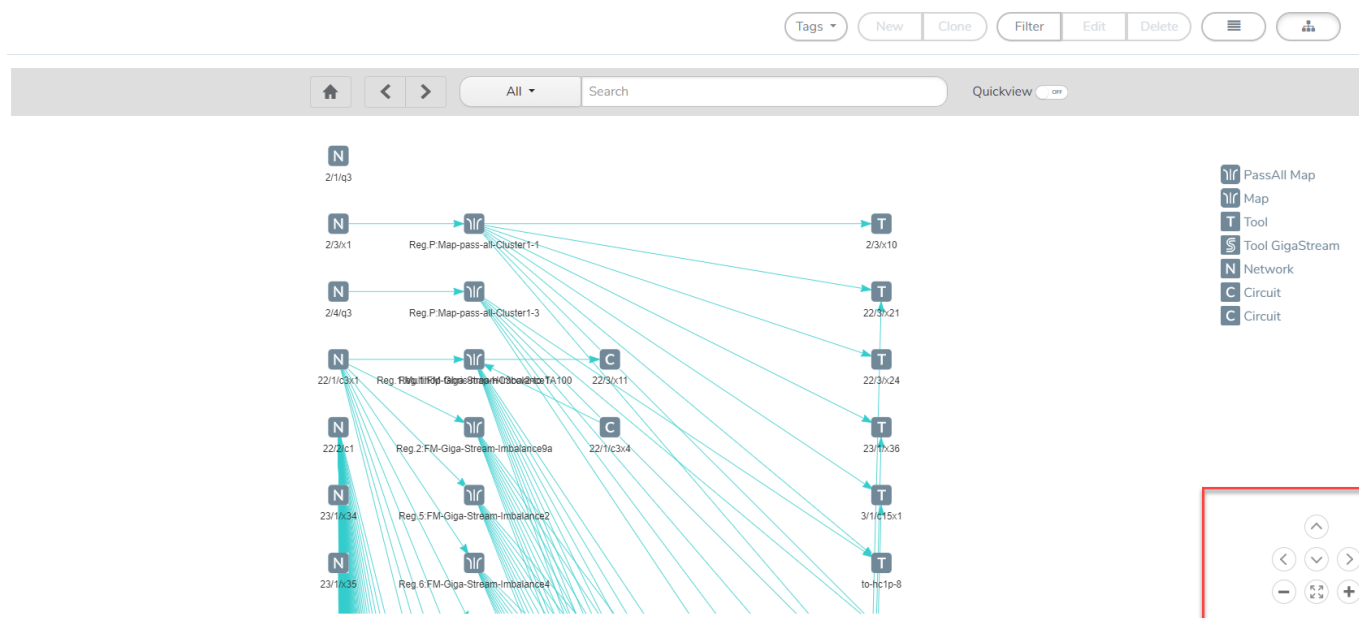 Tags New Clone Filter Edit Delete
All Search Quickview OFF
N
2/1/q3
N T
2/3/x1 Reg.P:Map-pass-all-Cluster1-1 2/3/x10
N T
2/4/q3 Reg.P:Map-pass-all-Cluster1-3 22/3/x21
N C T
22/1/c3x1 22/3/x11 22/3/x24
N C T
22/2/c1 Reg.2:FM-Giga-Stream-Imbalance9a 22/1/c3x4 23/1/x36
N T
23/1/x34 Reg.5:FM-Giga-Stream-Imbalance2 3/1/c15x1
N T
23/1/x35 Reg.6:FM-Giga-Stream-Imbalance4 to-hc1p-8
PassAll Map
Map
T Tool
S Tool GigaStream
N Network
C Circuit
C Circuit